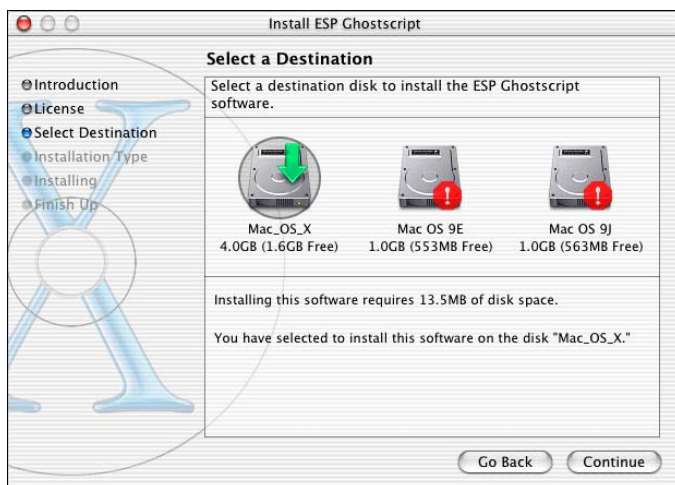 Install ESP Ghostscript
Select a Destination
Introduction
License
Select Destination
Installation Type
Installing
Finish Up
Select a destination disk to install the ESP Ghostscript
software.
Mac_OS_X
4.0GB (1.6GB Free)
Mac OS 9E
1.0GB (553MB Free)
Mac OS 9J
1.0GB (563MB Free)
Installing this software requires 13.5MB of disk space.
You have selected to install this software on the disk "Mac_OS_X."
Go Back
Continue